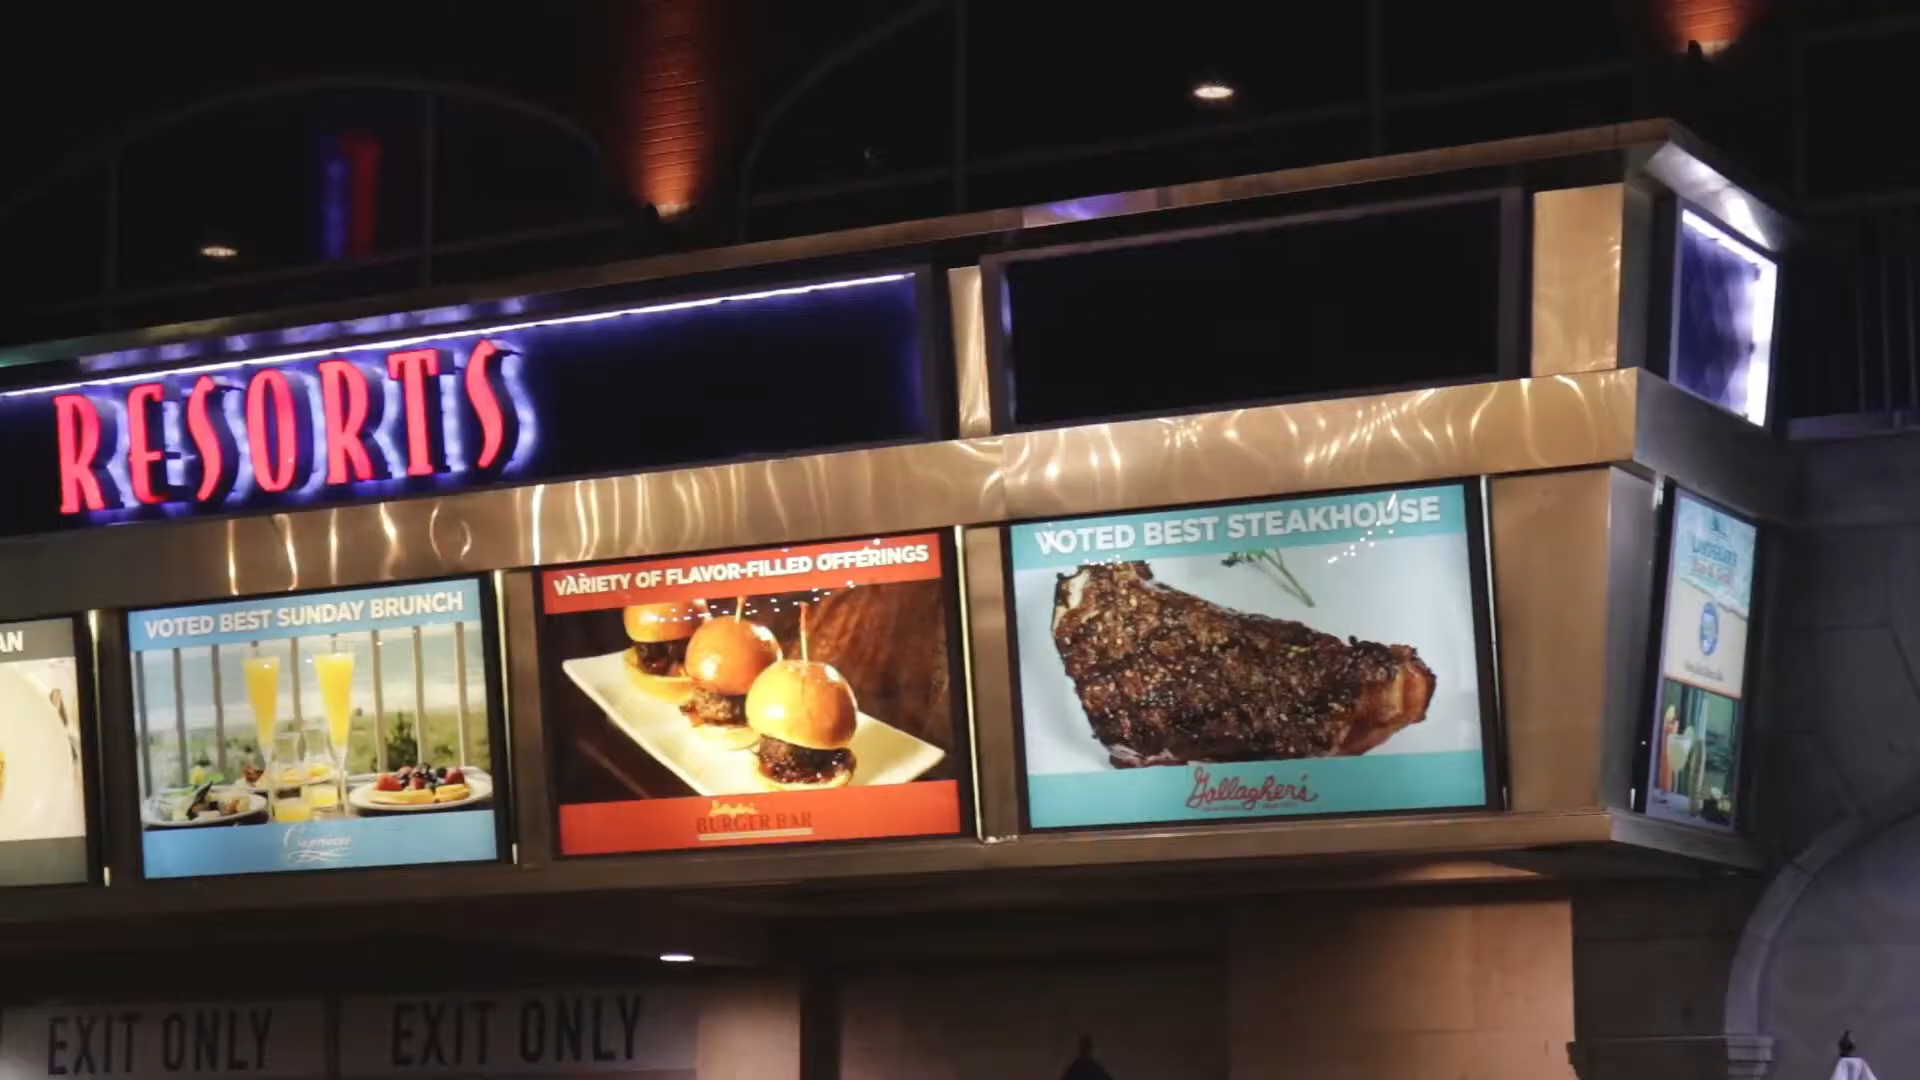 RESORTS
AN
VOTED BEST SUNDAY BRUNCH
VARIETY OF FLAVOR-FILLED OFFERINGS
BURGER BAR
VOTED BEST STEAKHOUSE
Gallagher's
EXIT ONLY
EXIT ONLY